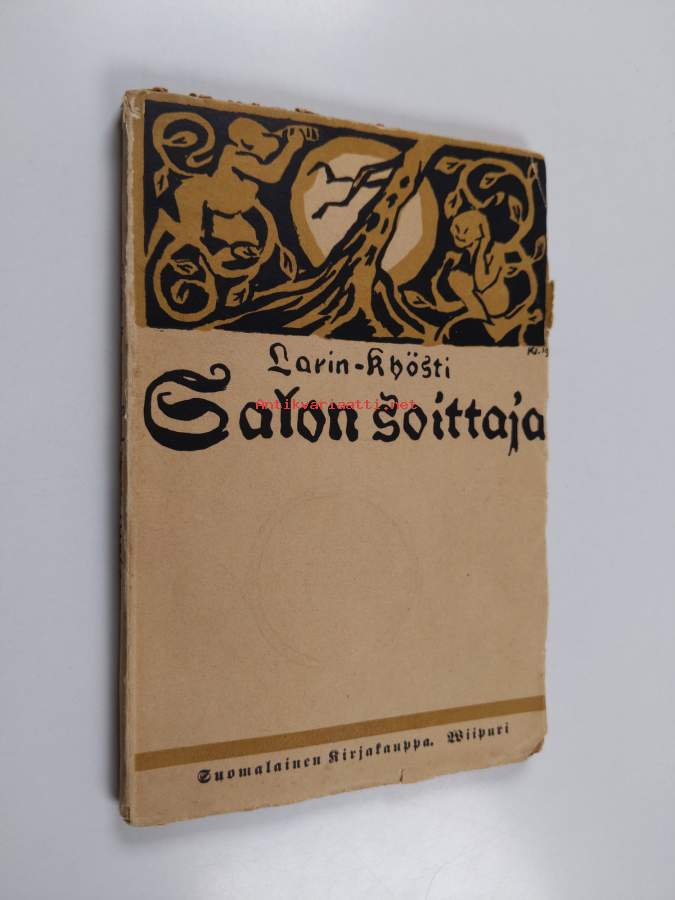 Larin-Kyösti
Salon soittaja
Antikvariaatti.net
Suomalainen Kirjakauppa. Wiipuri